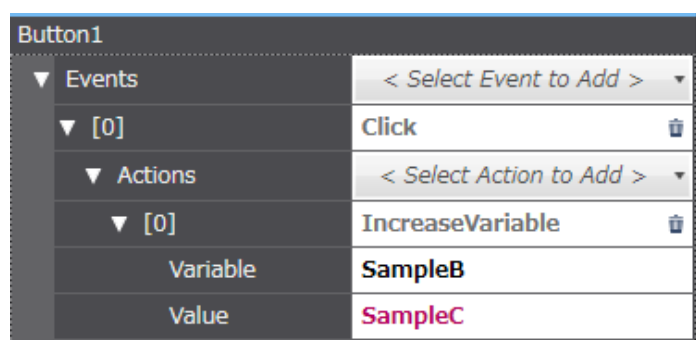 Button1
Events < Select Event to Add >
[0] Click
Actions < Select Action to Add >
[0] IncreaseVariable
Variable SampleB
Value SampleC